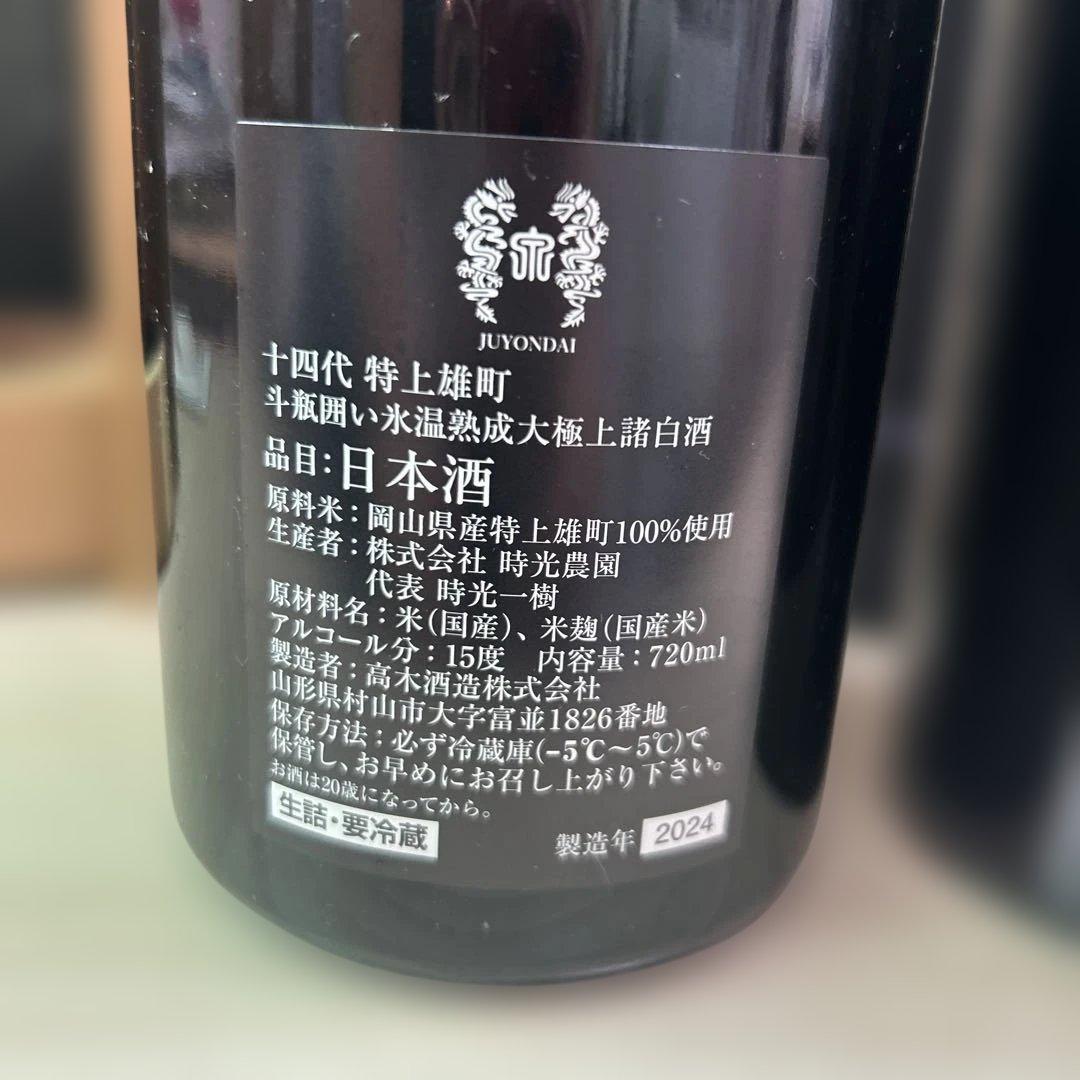 JUYONDAI
十四代 特上雄町
斗瓶囲い氷温熟成大極上諸白酒
品目:日本酒
原料米:岡山県産特上雄町100%使用
生産者:株式会社 時光農園
代表 時光一樹
原材料名:米(国産)、米麹(国産米)
アルコール分:15度 内容量:720ml
製造者:高木酒造株式会社
山形県村山市大字富並1826番地
保存方法:必ず冷蔵庫(-5℃～5℃)で
保管し、お早めにお召し上がり下さい。
お酒は20歳になってから。
生詰・要冷蔵 製造年 2024